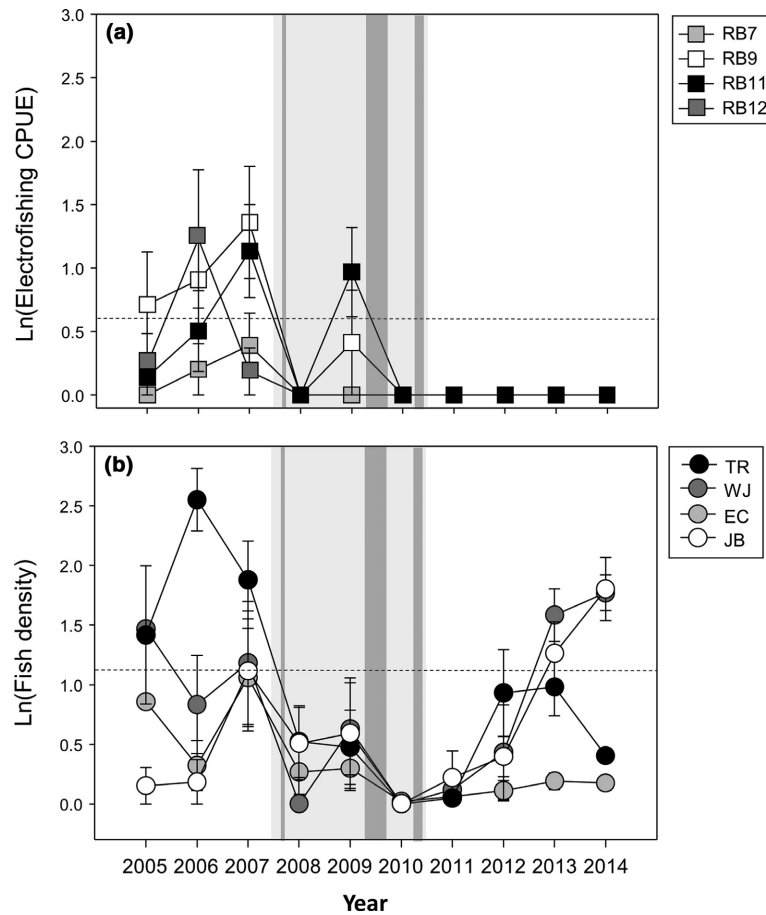 (a)
3.0
2.5
2.0
1.5
1.0
0.5
0.0
Ln(Electrofishing CPUE)
RB7
RB9
RB11
RB12
(b)
3.0
2.5
2.0
1.5
1.0
0.5
0.0
Ln(Fish density)
TR
WJ
EC
JB
2005 2006 2007 2008 2009 2010 2011 2012 2013 2014
Year